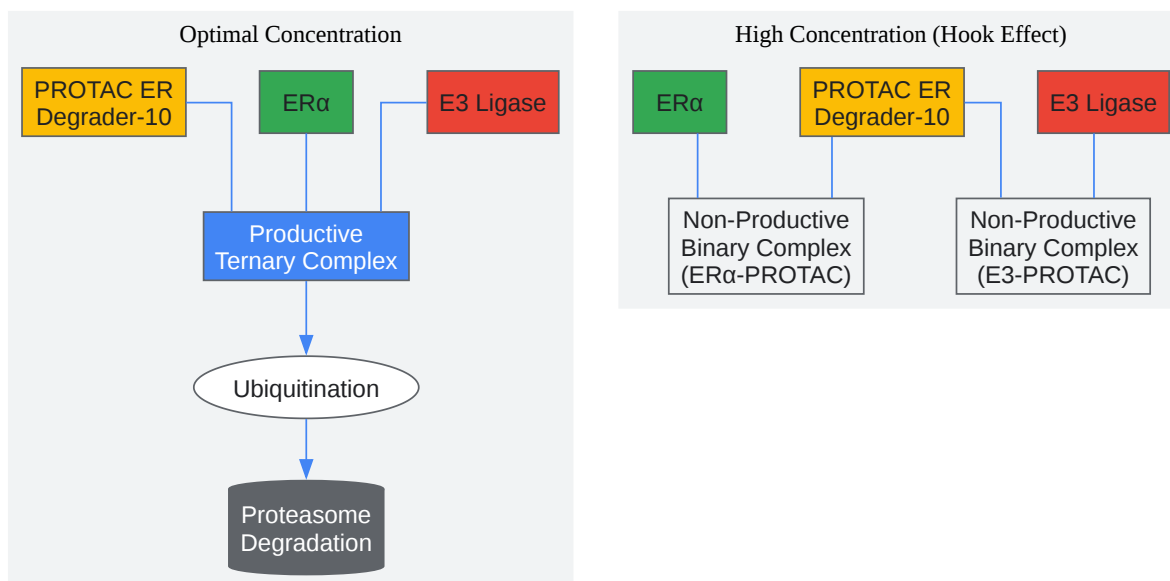 Optimal Concentration
PROTAC ER
Degrader-10
ERα
E3 Ligase
Productive
Ternary Complex
Ubiquitination
Proteasome
Degradation
High Concentration (Hook Effect)
ERα
PROTAC ER
Degrader-10
E3 Ligase
Non-Productive
Binary Complex
(ERα-PROTAC)
Non-Productive
Binary Complex
(E3-PROTAC)